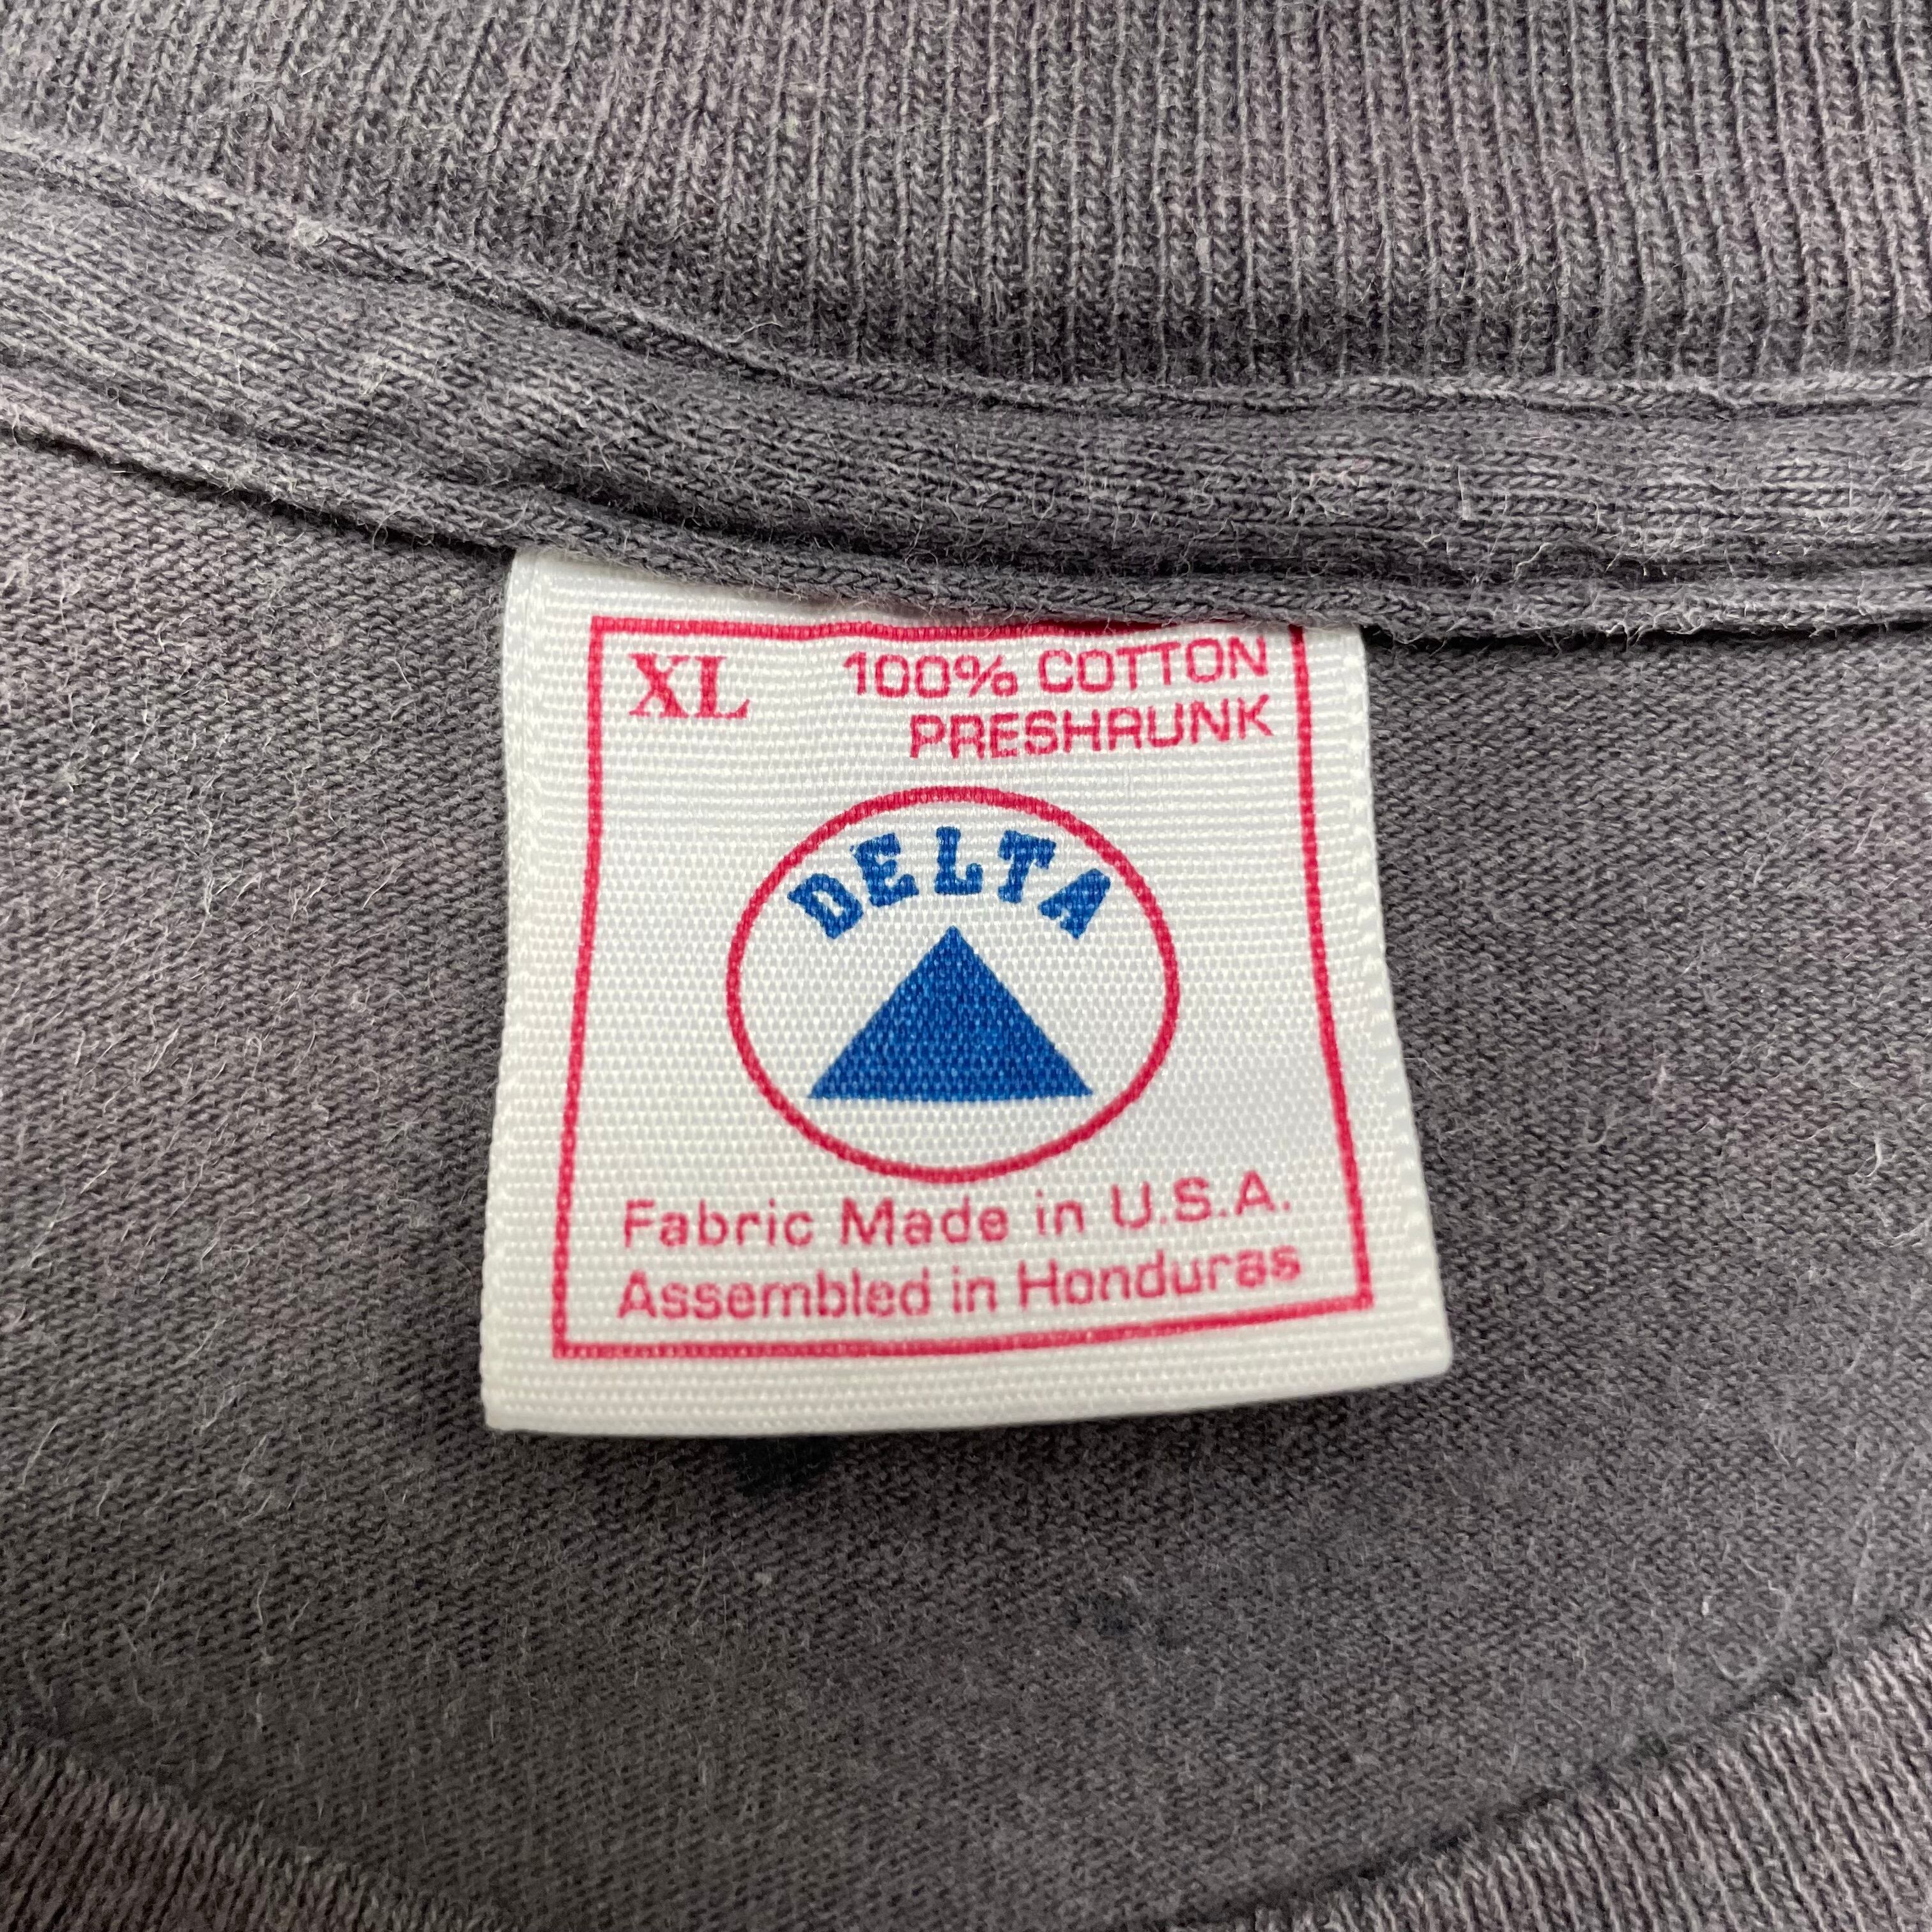 XL 100% COTTON
PRESHRUNK
DELTA
Fabric Made in U.S.A.
Assembled in Honduras